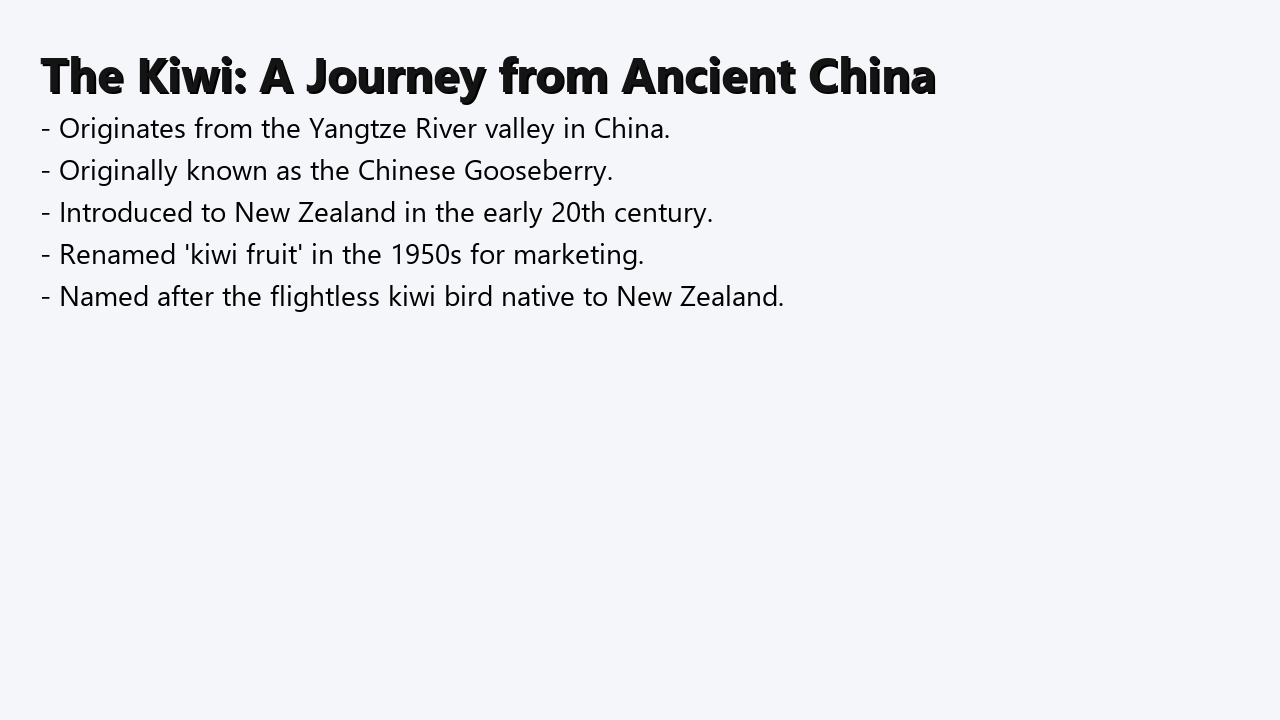 The Kiwi: A Journey from Ancient China
- Originates from the Yangtze River valley in China.
- Originally known as the Chinese Gooseberry.
- Introduced to New Zealand in the early 20th century.
- Renamed 'kiwi fruit' in the 1950s for marketing.
- Named after the flightless kiwi bird native to New Zealand.